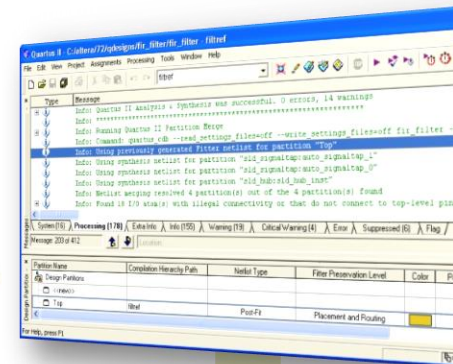 Quartus II - C:/altera/72/qdesigns/fir_filter/fir_filter - filtref
File Edit View Project Assignments Processing Tools Window Help
filtref
Type Message
Info: Quartus II Analysis & Synthesis was successful. 0 errors, 14 warnings
Info: Running Quartus II Partition Merge
Info: Command: quartus_cdb --read_settings_files=off --write_settings_files=off fir_filter -
Info: Using previously generated Fitter netlist for partition "Top"
Info: Using synthesis netlist for partition "sld_signaltap:auto_signaltap_1"
Info: Using synthesis netlist for partition "sld_signaltap:auto_signaltap_0"
Info: Using synthesis netlist for partition "sld_hub:sld_hub_inst"
Info: Netlist merging resolved 4 partition(s) out of the 4 partition(s) found
Info: Found 18 I/O atom(s) with illegal connectivity or that do not connect to top-level pin
System (16) Processing (178) Extra Info Info (155) Warning (19) Critical Warning (4) Error Suppressed (6) Flag
Messages
Message: 203 of 412 Location:
Partition Name Compilation Hierarchy Path Netlist Type Fitter Preservation Level Color
Design Partitions
<<new>>
Top filtref Post-Fit Placement and Routing
Design Partition
For Help, press F1